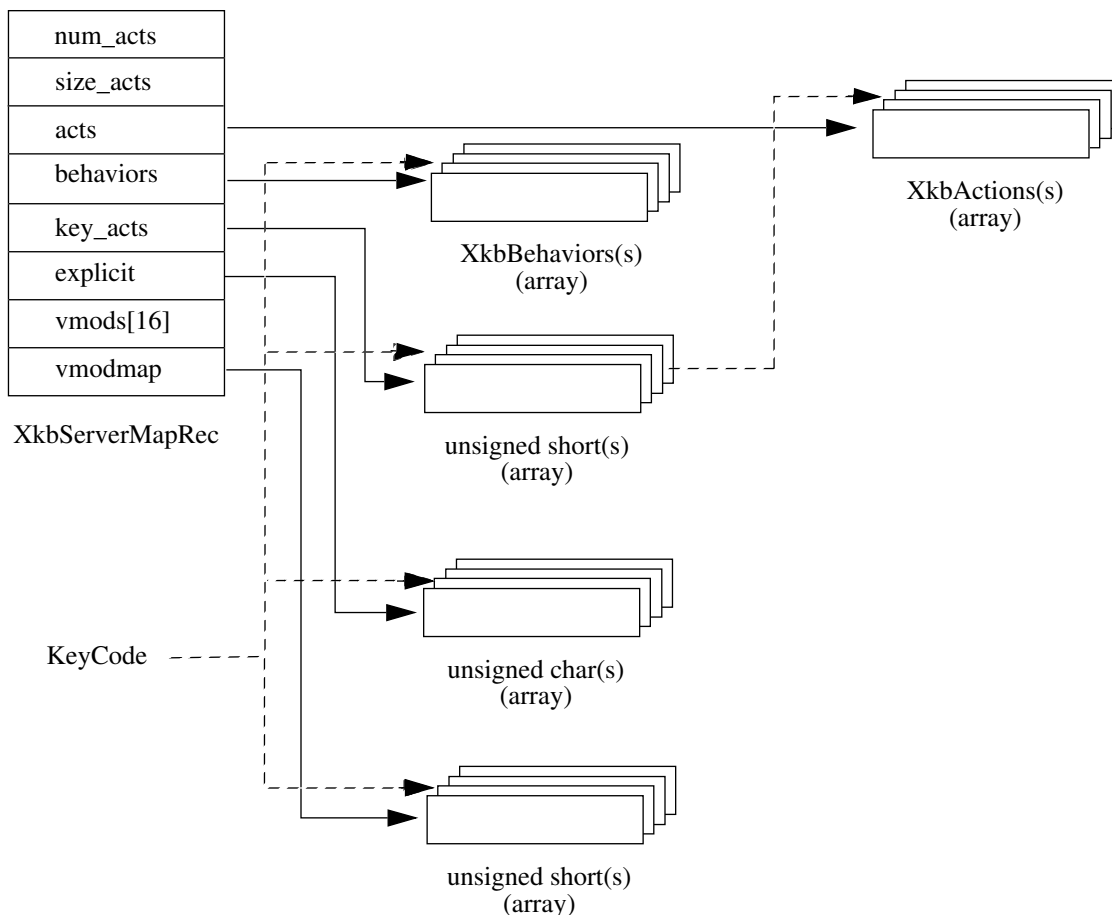 num_acts
size_acts
acts
behaviors
key_acts
explicit
vmods[16]
vmodmap
XkbServerMapRec
XkbActions(s)
(array)
XkbBehaviors(s)
(array)
unsigned short(s)
(array)
KeyCode
unsigned char(s)
(array)
unsigned short(s)
(array)